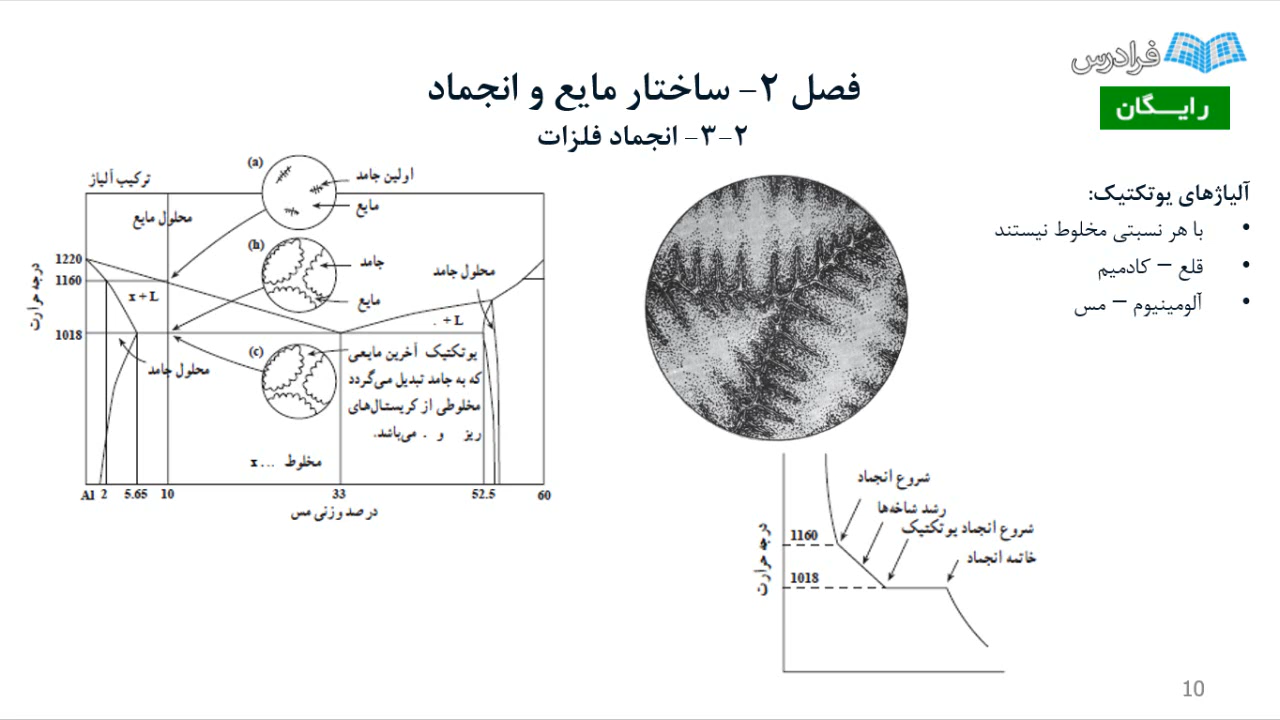 فرادرس
رایـــگان
فصل ۲- ساختار مایع و انجماد
۲-۳- انجماد فلزات
آلیاژهای یوتکتیک:
• با هر نسبتی مخلوط نیستند
• قلع – کادمیم
• آلومینیوم – مس
ترکیب آلیاژ
(a)
اولین جامد
مایع
محلول مایع
(h)
جامد
مایع
محلول جامد
درجه حرارت
1220
1160
1018
x + L
. + L
محلول جامد
(c)
یوتکتیک آخرین مایعی
که به جامد تبدیل می‌گردد
مخلوطی از کریستال‌های
ریز و . می‌باشد.
مخلوط ... x
Al 2 5.65 10 33 52.5 60
درصد وزنی مس
شروع انجماد
رشد شاخه‌ها
شروع انجماد یوتکتیک
خاتمه انجماد
درجه حرارت
1160
1018
10